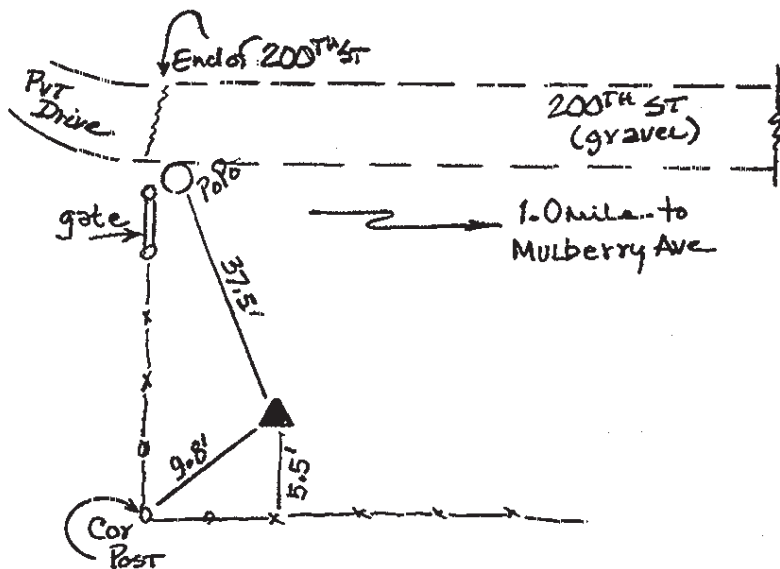 End of 200TH ST
Pvt
Drive
200TH ST
(gravel)
PoPo
gate
1.0 mile to
Mulberry Ave
37.5'
9.8'
5.5'
Cor
Post